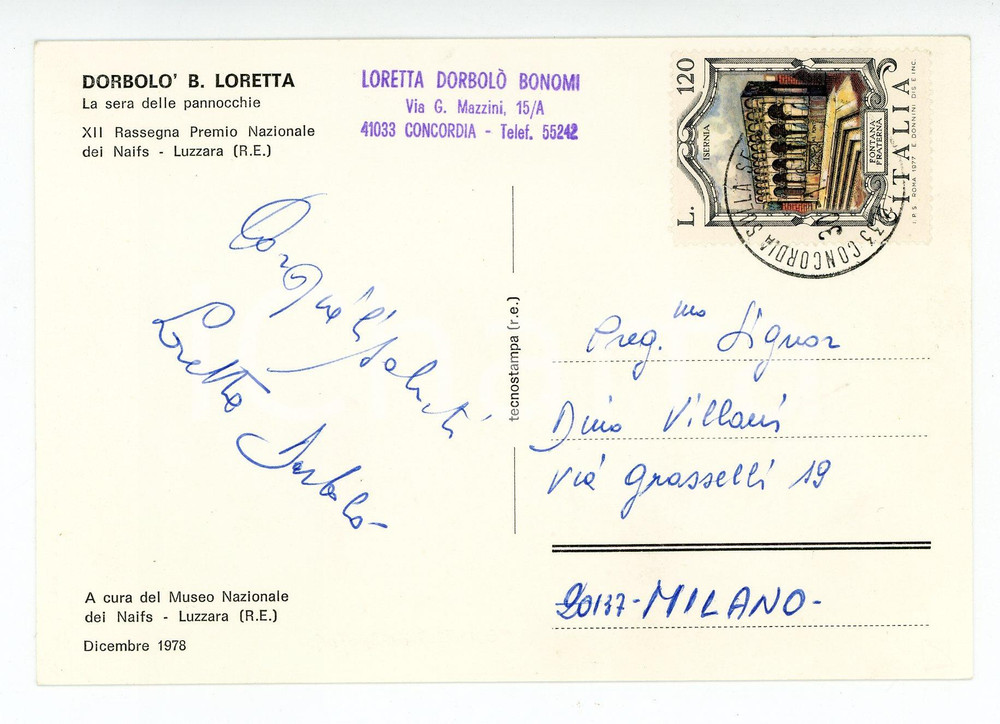 DORBOLO' B. LORETTA
La sera delle pannocchie
XII Rassegna Premio Nazionale
dei Naifs - Luzzara (R.E.)
LORETTA DORBOLÒ BONOMI
Via G. Mazzini, 15/A
41033 CONCORDIA - Telef. 55242
L. 120
ISERNIA
FONTANA
FRATERNA
ITALIA
I.P.S. ROMA 1977 E. DONNINI DIS. E INC.
CONCORDIA SULLA
Cordiali Saluti
Loretta Dorbolò
tecnostampa (r.e.)
Preg.mo Signor
Dino Villani
Via Grasselli 19
20137-MILANO-
A cura del Museo Nazionale
dei Naifs - Luzzara (R.E.)
Dicembre 1978